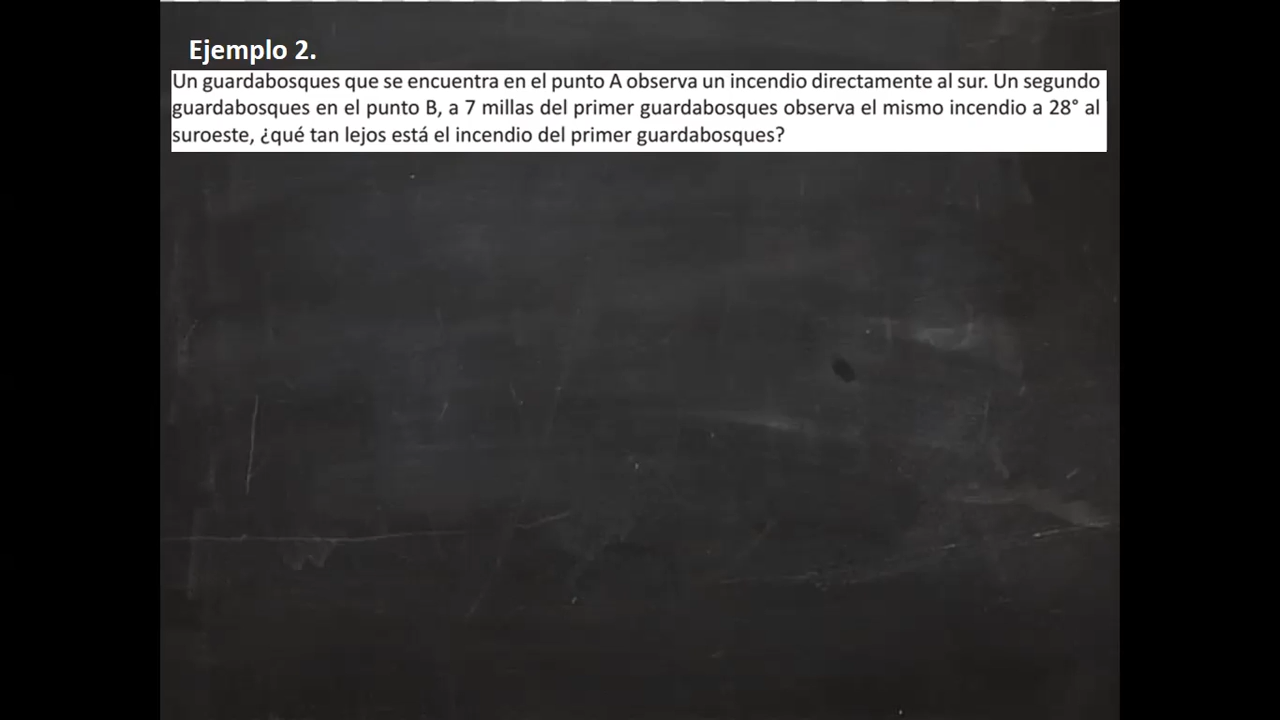 Ejemplo 2.
Un guardabosques que se encuentra en el punto A observa un incendio directamente al sur. Un segundo
guardabosques en el punto B, a 7 millas del primer guardabosques observa el mismo incendio a 28° al
suroeste, ¿qué tan lejos está el incendio del primer guardabosques?